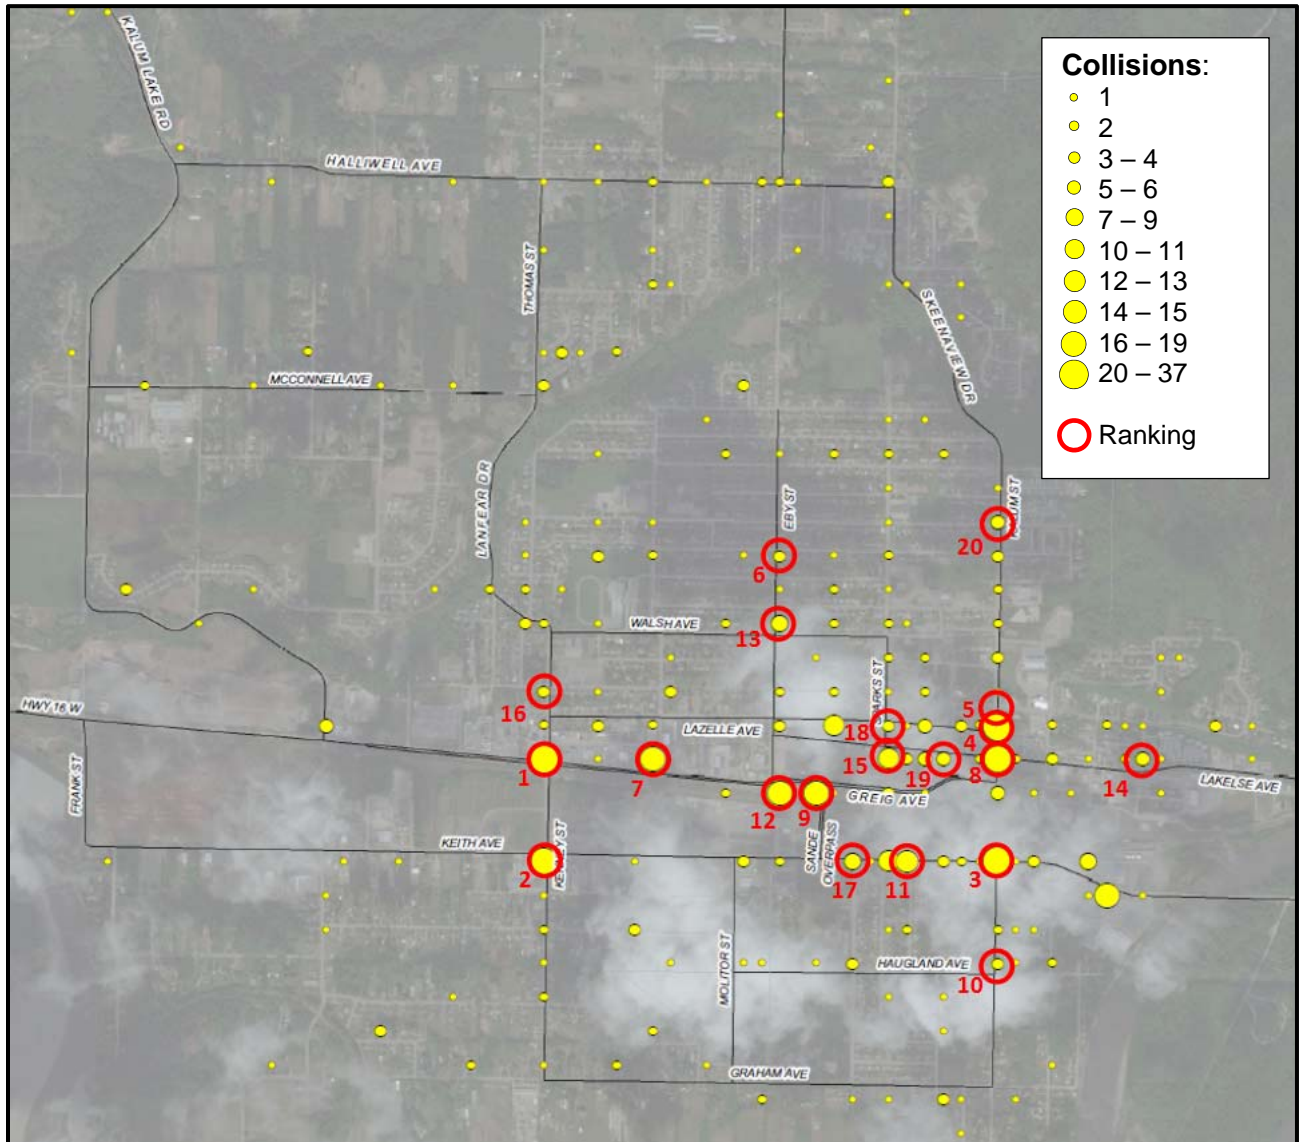 KALUM LAKE RD
HALLIWELL AVE
THOMAS ST
MCCONNELL AVE
LANFEAR DR
SKEENAVIEW DR
EBY ST
KALUM ST
20
6
WALSH AVE
13
SPARKS ST
16
HWY 16 W
LAZELLE AVE
18
5
4
1
7
15
19
8
14
LAKELSE AVE
FRANK ST
12
9
GREIG AVE
KEITH AVE
KENNEY ST
SANDE
OVERPASS
2
17
11
3
MOLITOR ST
HAUGLAND AVE
10
GRAHAM AVE
Collisions:
1
2
3 – 4
5 – 6
7 – 9
10 – 11
12 – 13
14 – 15
16 – 19
20 – 37
Ranking